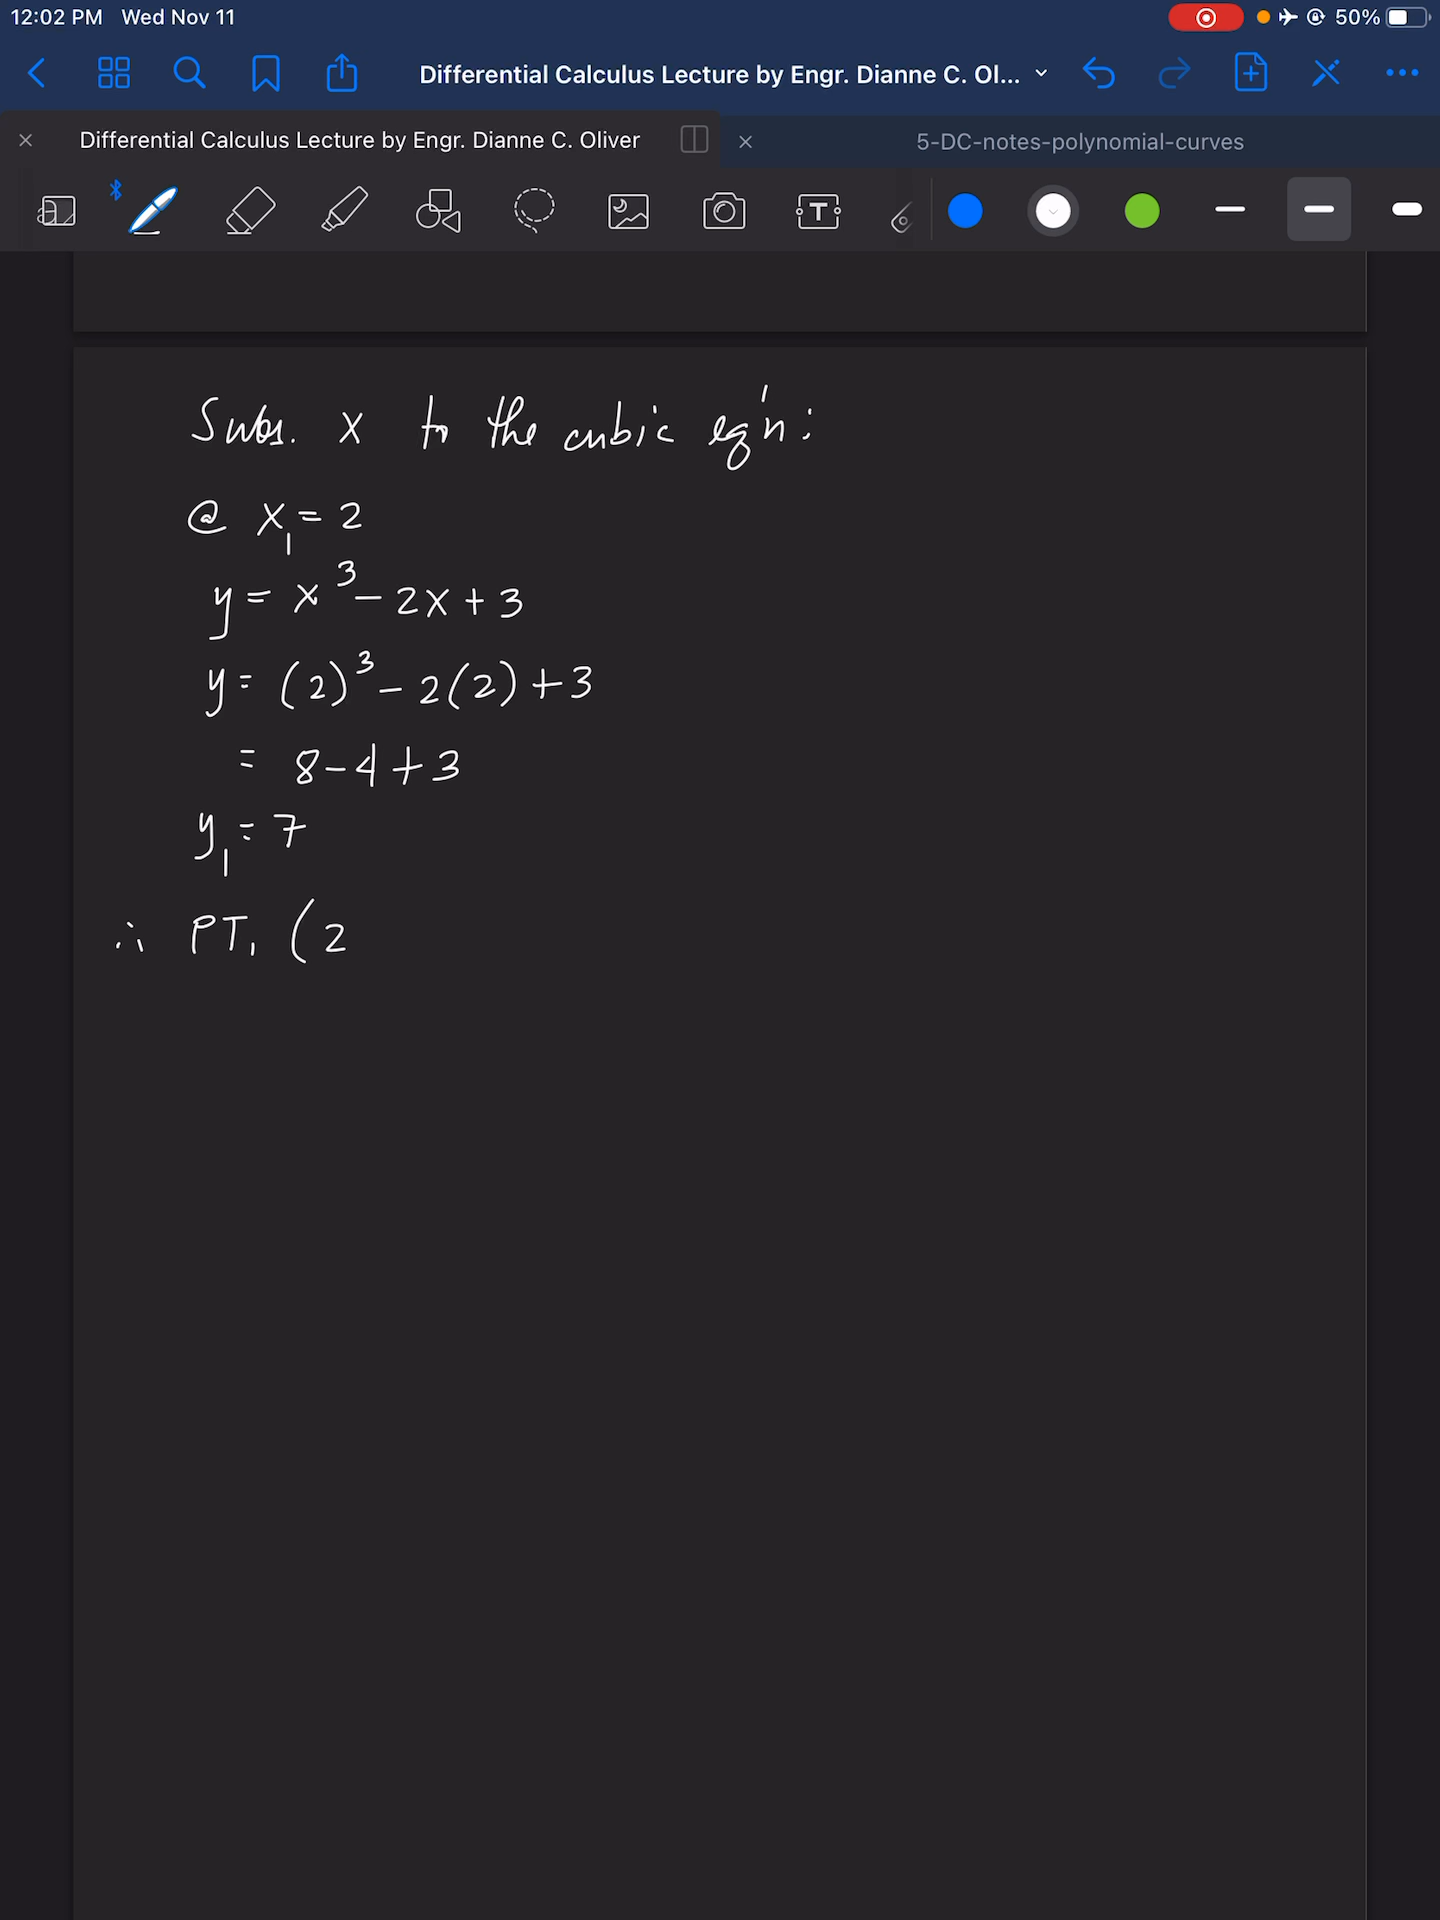 12:02 PM Wed Nov 11 50%
Differential Calculus Lecture by Engr. Dianne C. Ol...
Differential Calculus Lecture by Engr. Dianne C. Oliver
5-DC-notes-polynomial-curves
Subs. x to the cubic eq'n:
@ x₁ = 2
y = x³ - 2x + 3
y = (2)³ - 2(2) + 3
= 8 - 4 + 3
y₁ = 7
∴ PT₁ (2